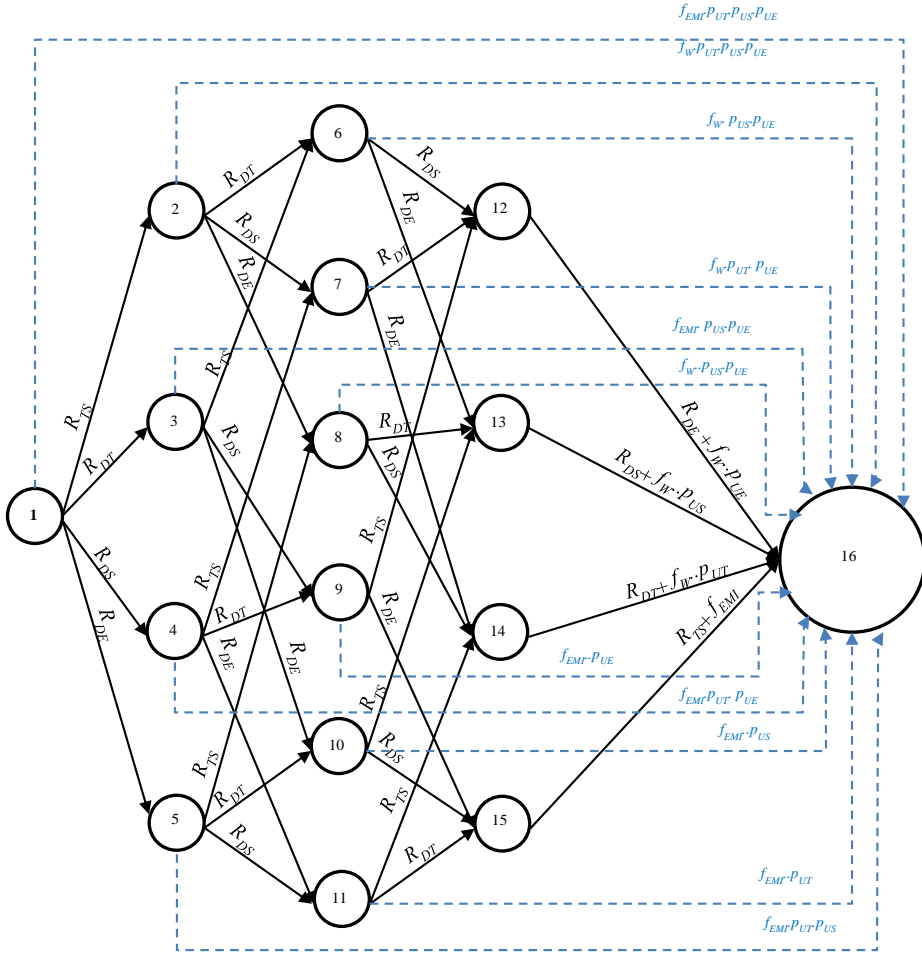 f_EMI.p_UT.p_US.p_UE
f_W.p_UT.p_US.p_UE
f_W. p_US.p_UE
6
R_DS
R_DT
R_DE
2
12
R_DS
R_DT
R_DE
f_W.p_UT. p_UE
7
R_DE
f_EMI. p_US.p_UE
R_TS
f_W..p_US.p_UE
R_TS
3
R_DT
13
R_DE+f_W.p_UE
R_DS
8
R_DT
R_DS
R_DS+f_W.p_US
1
R_TS
16
R_DS
R_TS
R_DT+f_W.p_UT
9
R_DT
R_DE
R_DE
4
14
R_TS+f_EMI
R_DE
R_DE
f_EMI..p_UE
R_TS
f_EMI.p_UT. p_UE
f_EMI..p_US
10
R_DS
R_TS
R_DT
R_TS
5
15
R_DS
R_DT
f_EMI..p_UT
11
f_EMI.p_UT.p_US